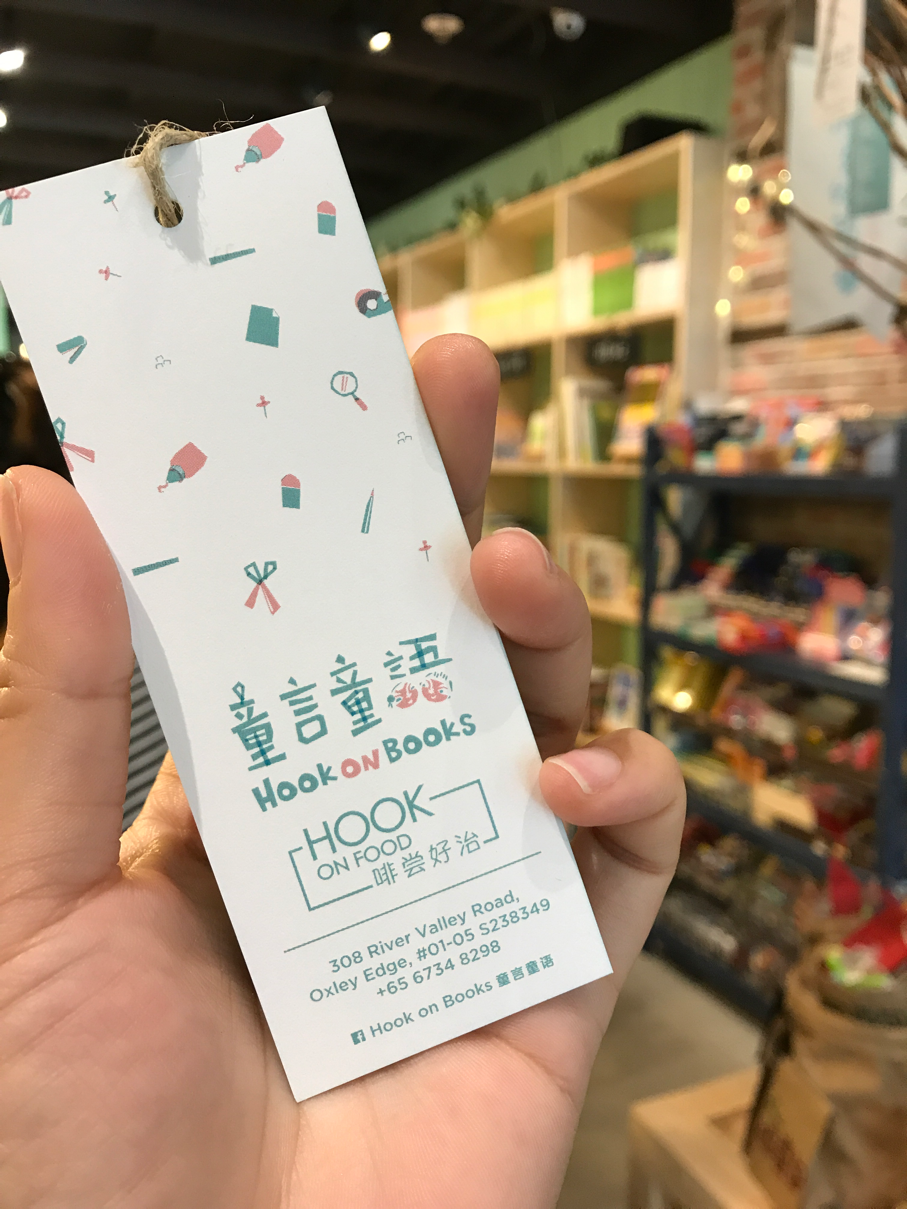 童言童語
Hook on Books
HOOK
ON FOOD
啡尝好治
308 River Valley Road,
Oxley Edge, #01-05 S238349
+65 6734 8298
Hook on Books 童言童语